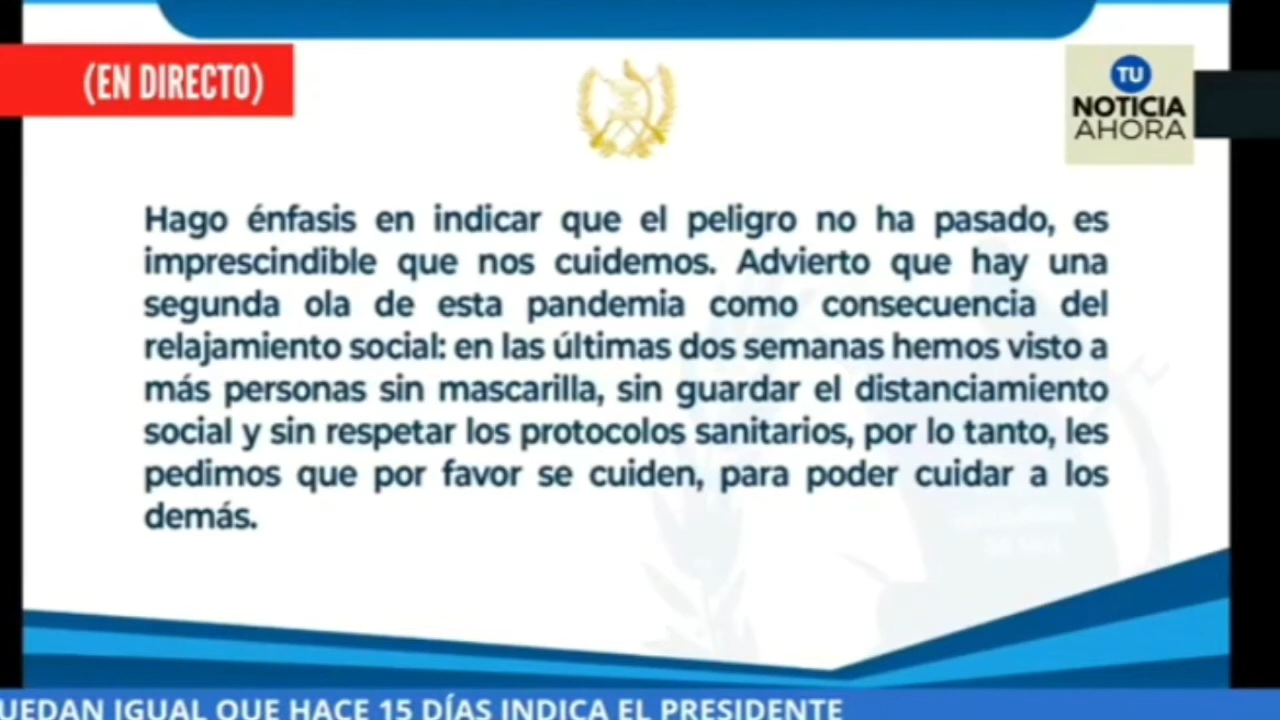 (EN DIRECTO)
TU
NOTICIA
AHORA
Hago énfasis en indicar que el peligro no ha pasado, es
imprescindible que nos cuidemos. Advierto que hay una
segunda ola de esta pandemia como consecuencia del
relajamiento social: en las últimas dos semanas hemos visto a
más personas sin mascarilla, sin guardar el distanciamiento
social y sin respetar los protocolos sanitarios, por lo tanto, les
pedimos que por favor se cuiden, para poder cuidar a los
demás.
UEDAN IGUAL QUE HACE 15 DÍAS INDICA EL PRESIDENTE